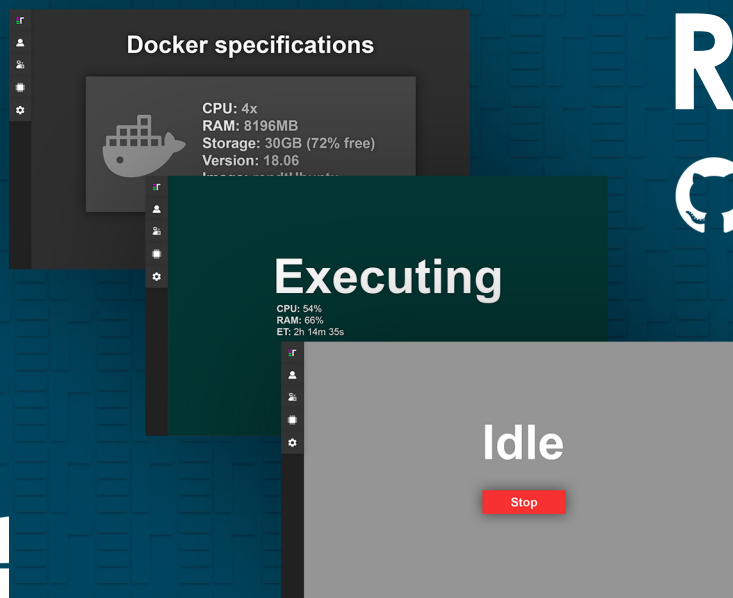 Docker specifications
CPU: 4x
RAM: 8196MB
Storage: 30GB (72% free)
Version: 18.06
Executing
CPU: 54%
RAM: 66%
ET: 2h 14m 35s
Idle
Stop
R